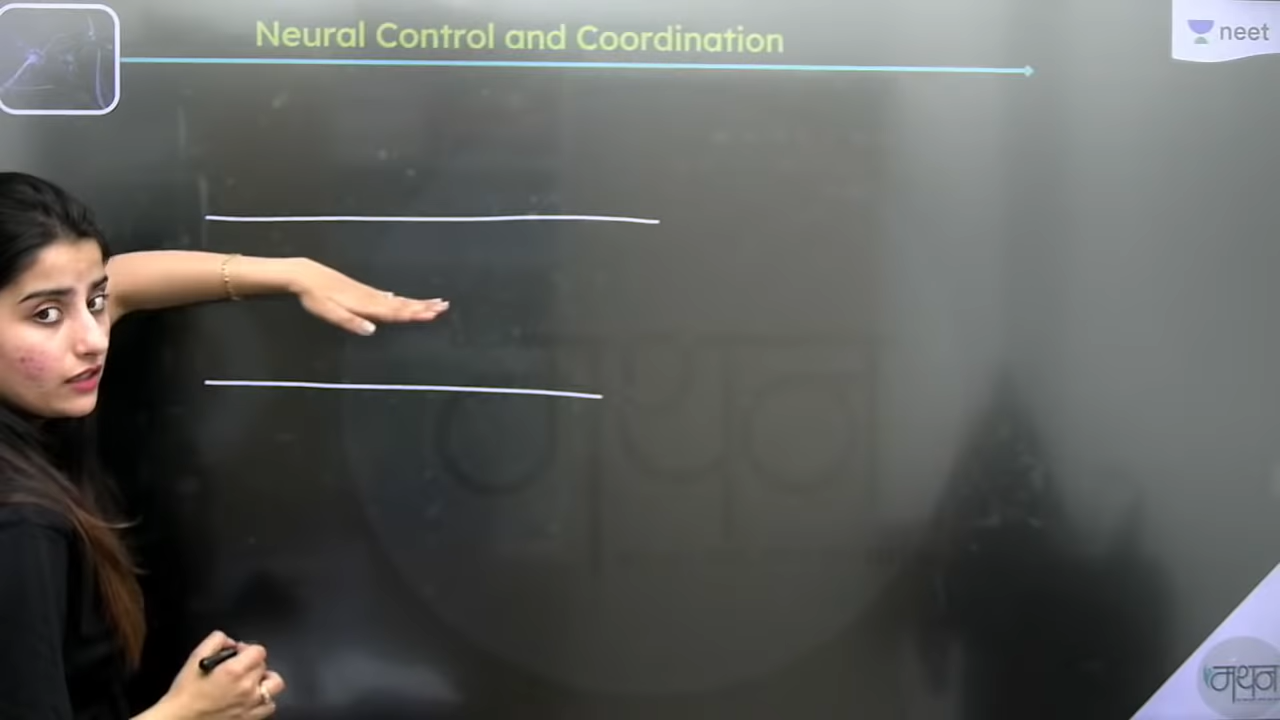 Neural Control and Coordination
neet
मंथन